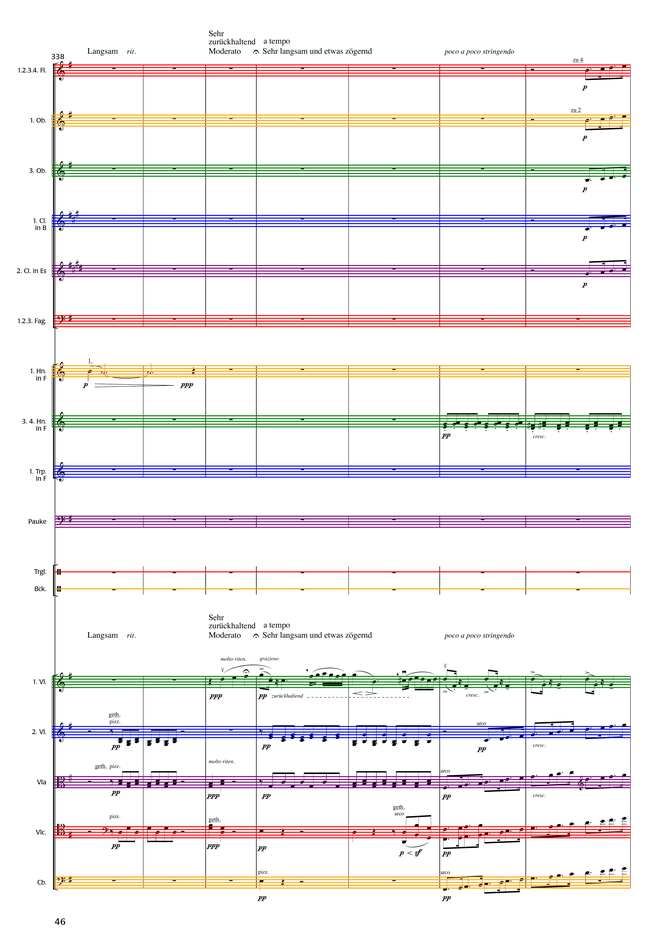 Sehr
zurückhaltend a tempo
Langsam rit. Moderato Sehr langsam und etwas zögernd poco a poco stringendo
338
zu 4
1.2.3.4. Fl.
p
zu 2
1. Ob.
p
3. Ob.
p
1. Cl.
in B
p
2. Cl. in Es
p
1.2.3. Fag.
1.
1. Hn.
in F
p ppp
3. 4. Hn.
in F
pp cresc.
1. Trp.
in F
Pauke
Trgl.
Bck.
Sehr
zurückhaltend a tempo
Langsam rit. Moderato Sehr langsam und etwas zögernd poco a poco stringendo
molto riten. grazioso
1. Vl.
ppp pp zurückhaltend cresc.
geth.
pizz. arco
2. Vl.
pp pp pp cresc.
molto riten.
geth. pizz. arco
Vla
pp ppp pp pp cresc.
geth.
pizz. geth. arco
Vlc.
pp ppp pp p < sf pp
pizz. arco
Cb.
pp pp
46